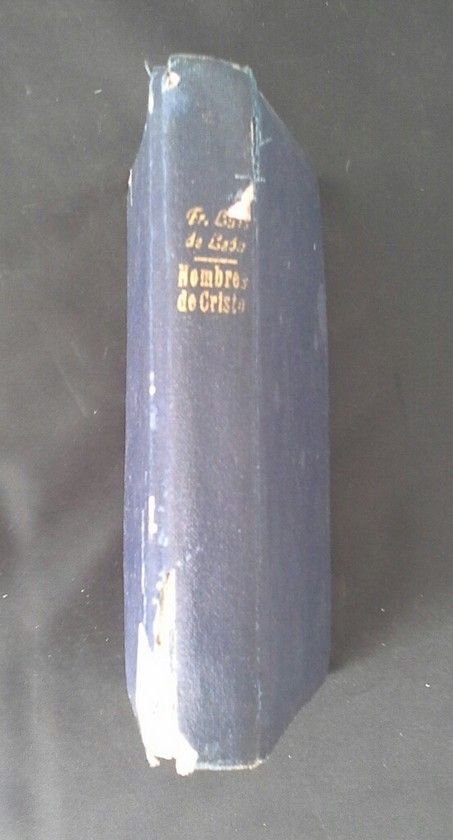 Fr. Luis
de León
Nombres
de Cristo